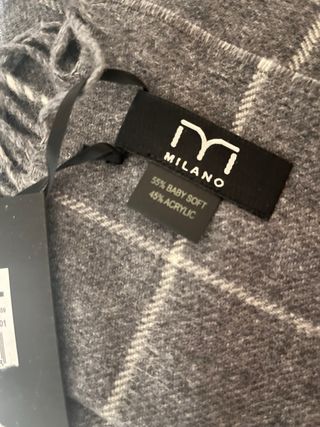 M
MILANO
55% BABY SOFT
45% ACRYLIC